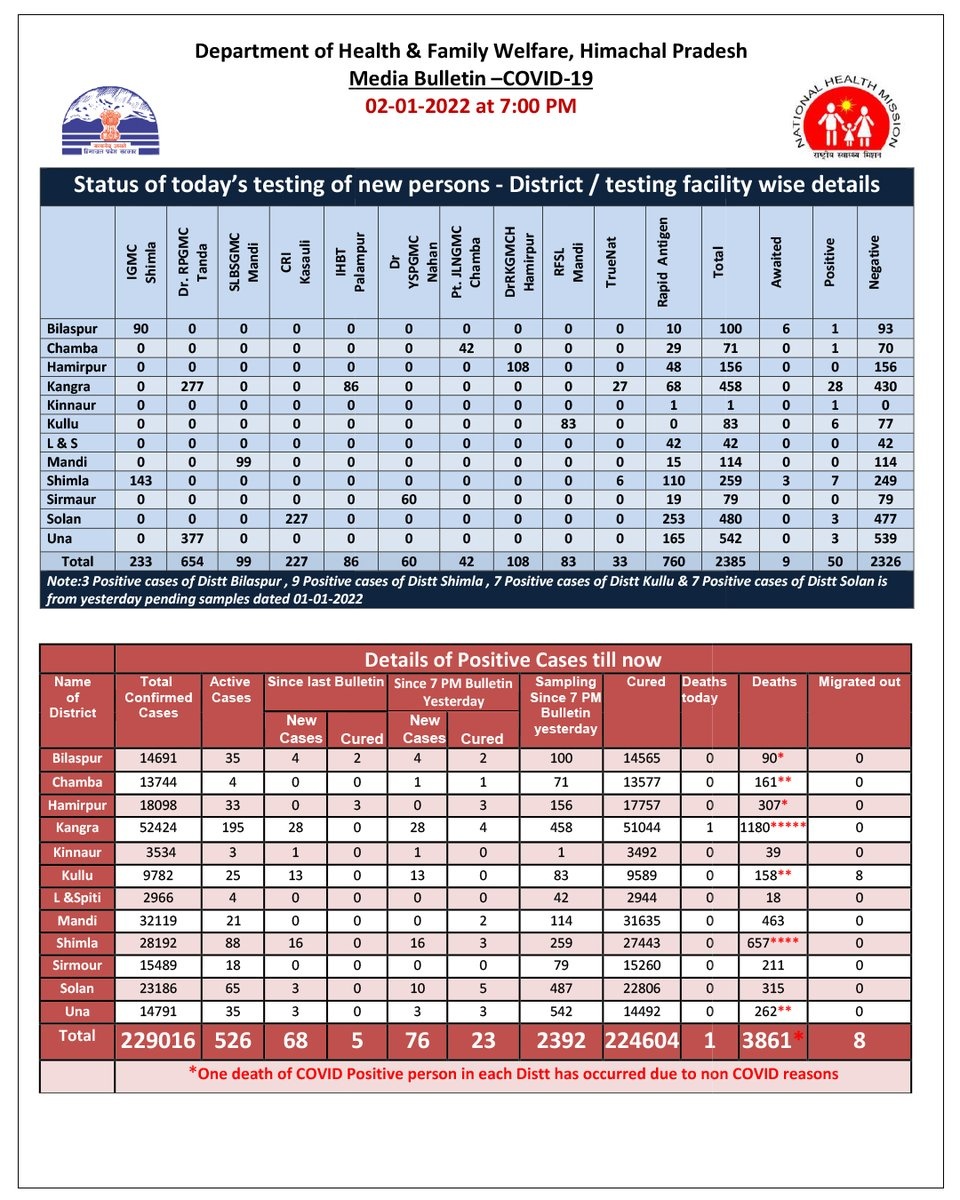 Department of Health & Family Welfare, Himachal Pradesh
Media Bulletin –COVID-19
02-01-2022 at 7:00 PM
हिमाचल प्रदेश सरकार
NATIONAL HEALTH MISSION
राष्ट्रीय स्वास्थ्य मिशन
Status of today's testing of new persons - District / testing facility wise details
IGMC Shimla Dr. RPGMC Tanda SLBSGMC Mandi CRI Kasauli IHBT Palampur Dr YSPGMC Nahan Pt. JLNGMC Chamba DrRKGMCH Hamirpur RFSL Mandi TrueNat Rapid Antigen Total Awaited Positive Negative
Bilaspur 90 0 0 0 0 0 0 0 0 0 10 100 6 1 93
Chamba 0 0 0 0 0 0 42 0 0 0 29 71 0 1 70
Hamirpur 0 0 0 0 0 0 0 108 0 0 48 156 0 0 156
Kangra 0 277 0 0 86 0 0 0 0 27 68 458 0 28 430
Kinnaur 0 0 0 0 0 0 0 0 0 0 1 1 0 1 0
Kullu 0 0 0 0 0 0 0 0 83 0 0 83 0 6 77
L & S 0 0 0 0 0 0 0 0 0 0 42 42 0 0 42
Mandi 0 0 99 0 0 0 0 0 0 0 15 114 0 0 114
Shimla 143 0 0 0 0 0 0 0 0 6 110 259 3 7 249
Sirmaur 0 0 0 0 0 60 0 0 0 0 19 79 0 0 79
Solan 0 0 0 227 0 0 0 0 0 0 253 480 0 3 477
Una 0 377 0 0 0 0 0 0 0 0 165 542 0 3 539
Total 233 654 99 227 86 60 42 108 83 33 760 2385 9 50 2326
Note:3 Positive cases of Distt Bilaspur , 9 Positive cases of Distt Shimla , 7 Positive cases of Distt Kullu & 7 Positive cases of Distt Solan is
from yesterday pending samples dated 01-01-2022
Details of Positive Cases till now
Name of District Total Confirmed Cases Active Cases Since last Bulletin Since 7 PM Bulletin Yesterday Sampling Since 7 PM Bulletin yesterday Cured Deaths today Deaths Migrated out
New Cases Cured New Cases Cured
Bilaspur 14691 35 4 2 4 2 100 14565 0 90* 0
Chamba 13744 4 0 0 1 1 71 13577 0 161** 0
Hamirpur 18098 33 0 3 0 3 156 17757 0 307* 0
Kangra 52424 195 28 0 28 4 458 51044 1 1180***** 0
Kinnaur 3534 3 1 0 1 0 1 3492 0 39 0
Kullu 9782 25 13 0 13 0 83 9589 0 158** 8
L &Spiti 2966 4 0 0 0 0 42 2944 0 18 0
Mandi 32119 21 0 0 0 2 114 31635 0 463 0
Shimla 28192 88 16 0 16 3 259 27443 0 657**** 0
Sirmour 15489 18 0 0 0 0 79 15260 0 211 0
Solan 23186 65 3 0 10 5 487 22806 0 315 0
Una 14791 35 3 0 3 3 542 14492 0 262** 0
Total 229016 526 68 5 76 23 2392 224604 1 3861* 8
*One death of COVID Positive person in each Distt has occurred due to non COVID reasons